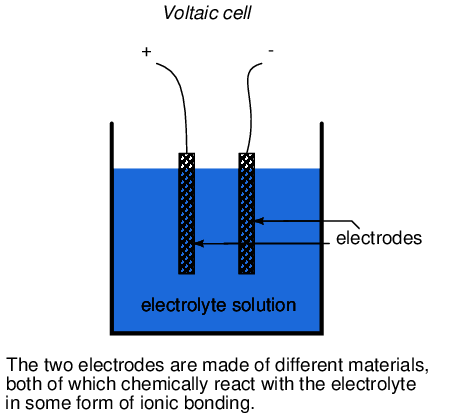 Voltaic cell
+ -
electrodes
electrolyte solution
The two electrodes are made of different materials,
both of which chemically react with the electrolyte
in some form of ionic bonding.